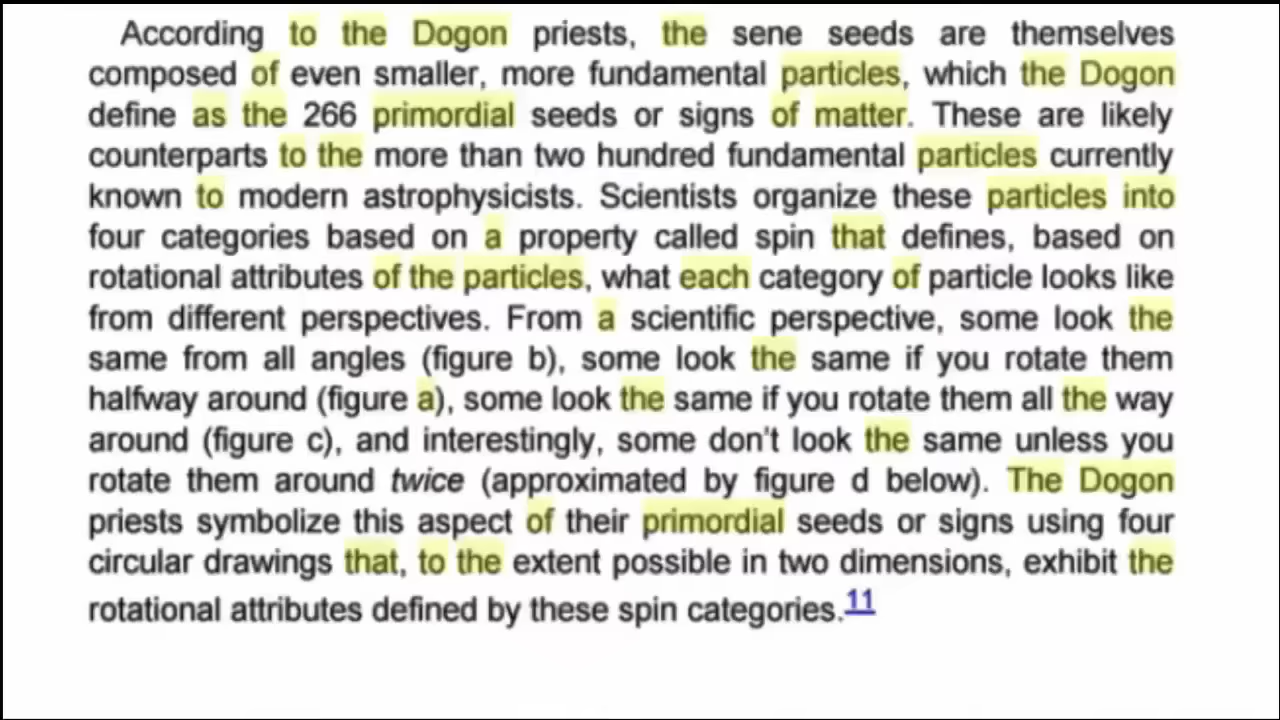 According to the Dogon priests, the sene seeds are themselves
composed of even smaller, more fundamental particles, which the Dogon
define as the 266 primordial seeds or signs of matter. These are likely
counterparts to the more than two hundred fundamental particles currently
known to modern astrophysicists. Scientists organize these particles into
four categories based on a property called spin that defines, based on
rotational attributes of the particles, what each category of particle looks like
from different perspectives. From a scientific perspective, some look the
same from all angles (figure b), some look the same if you rotate them
halfway around (figure a), some look the same if you rotate them all the way
around (figure c), and interestingly, some don't look the same unless you
rotate them around twice (approximated by figure d below). The Dogon
priests symbolize this aspect of their primordial seeds or signs using four
circular drawings that, to the extent possible in two dimensions, exhibit the
rotational attributes defined by these spin categories.11